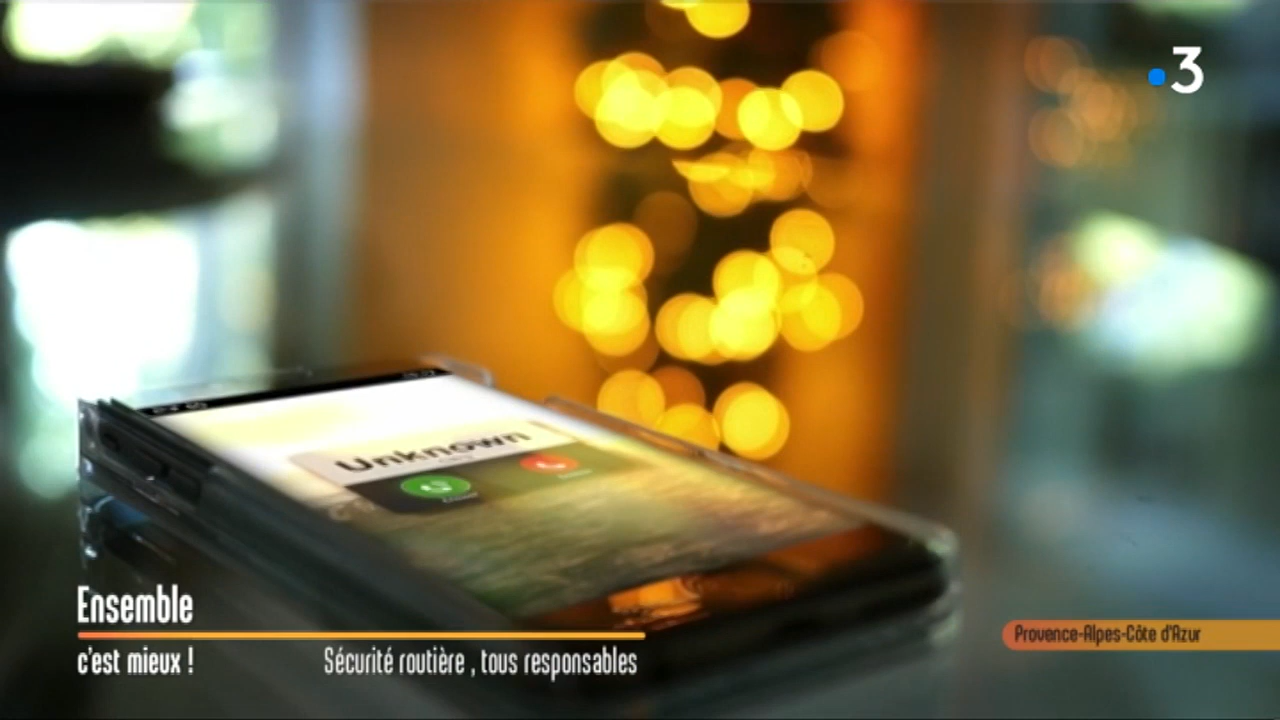 3
Unknown
Ensemble
c'est mieux !
Sécurité routière , tous responsables
Provence-Alpes-Côte d'Azur